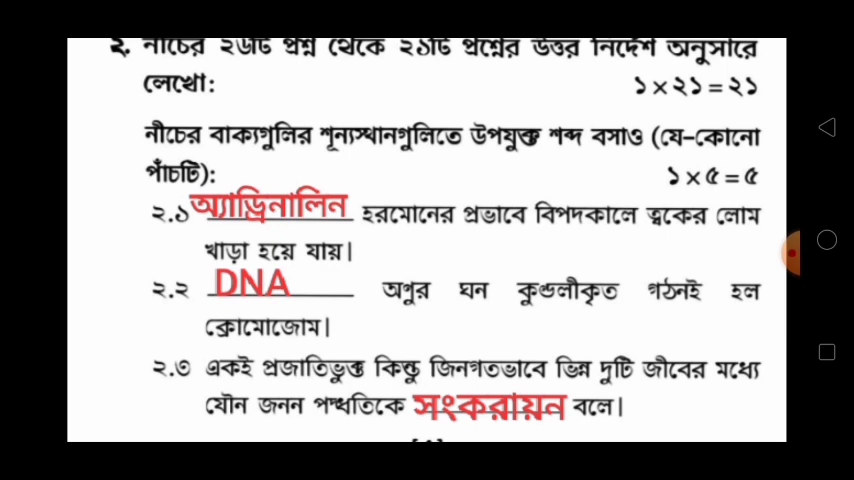 ২. নীচের ২৬টি প্রশ্ন থেকে ২১টি প্রশ্নের উত্তর নির্দেশ অনুসারে
লেখো: ১ × ২১ = ২১
নীচের বাক্যগুলির শূন্যস্থানগুলিতে উপযুক্ত শব্দ বসাও (যে-কোনো
পাঁচটি): ১ × ৫ = ৫
২.১ অ্যাড্রিনালিন হরমোনের প্রভাবে বিপদকালে ত্বকের লোম
খাড়া হয়ে যায়।
২.২ DNA অণুর ঘন কুণ্ডলীকৃত গঠনই হল
ক্রোমোজোম।
২.৩ একই প্রজাতিভুক্ত কিন্তু জিনগতভাবে ভিন্ন দুটি জীবের মধ্যে
যৌন জনন পদ্ধতিকে সংকরায়ন বলে।